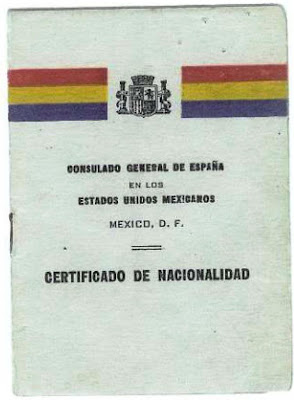 CONSULADO GENERAL DE ESPAÑA
EN LOS
ESTADOS UNIDOS MEXICANOS
MEXICO, D. F.
CERTIFICADO DE NACIONALIDAD